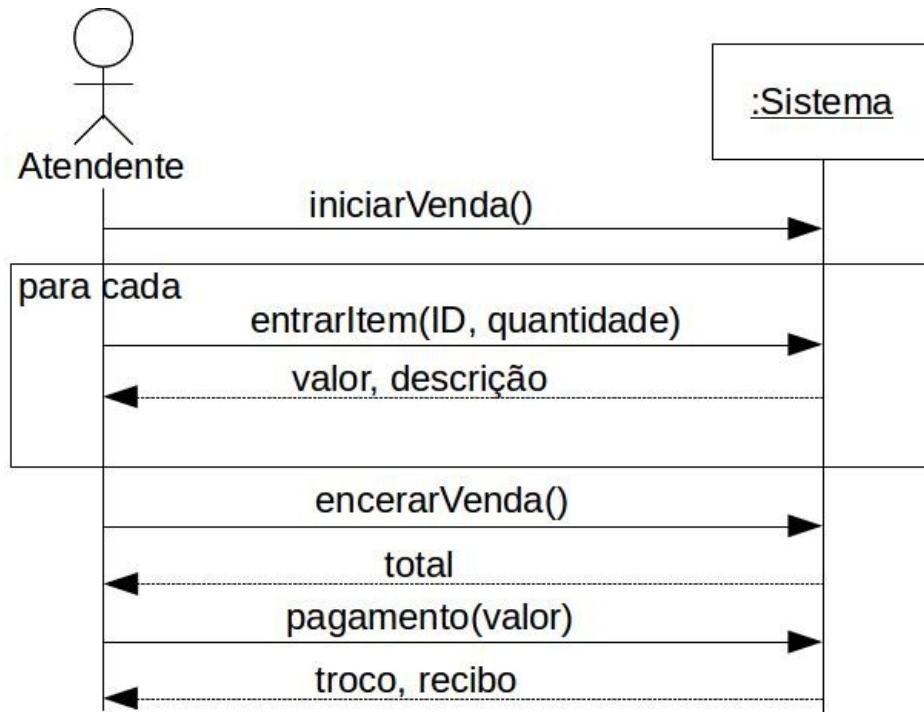 :Sistema
Atendente
iniciarVenda()
para cada
entrarItem(ID, quantidade)
valor, descrição
encerarVenda()
total
pagamento(valor)
troco, recibo